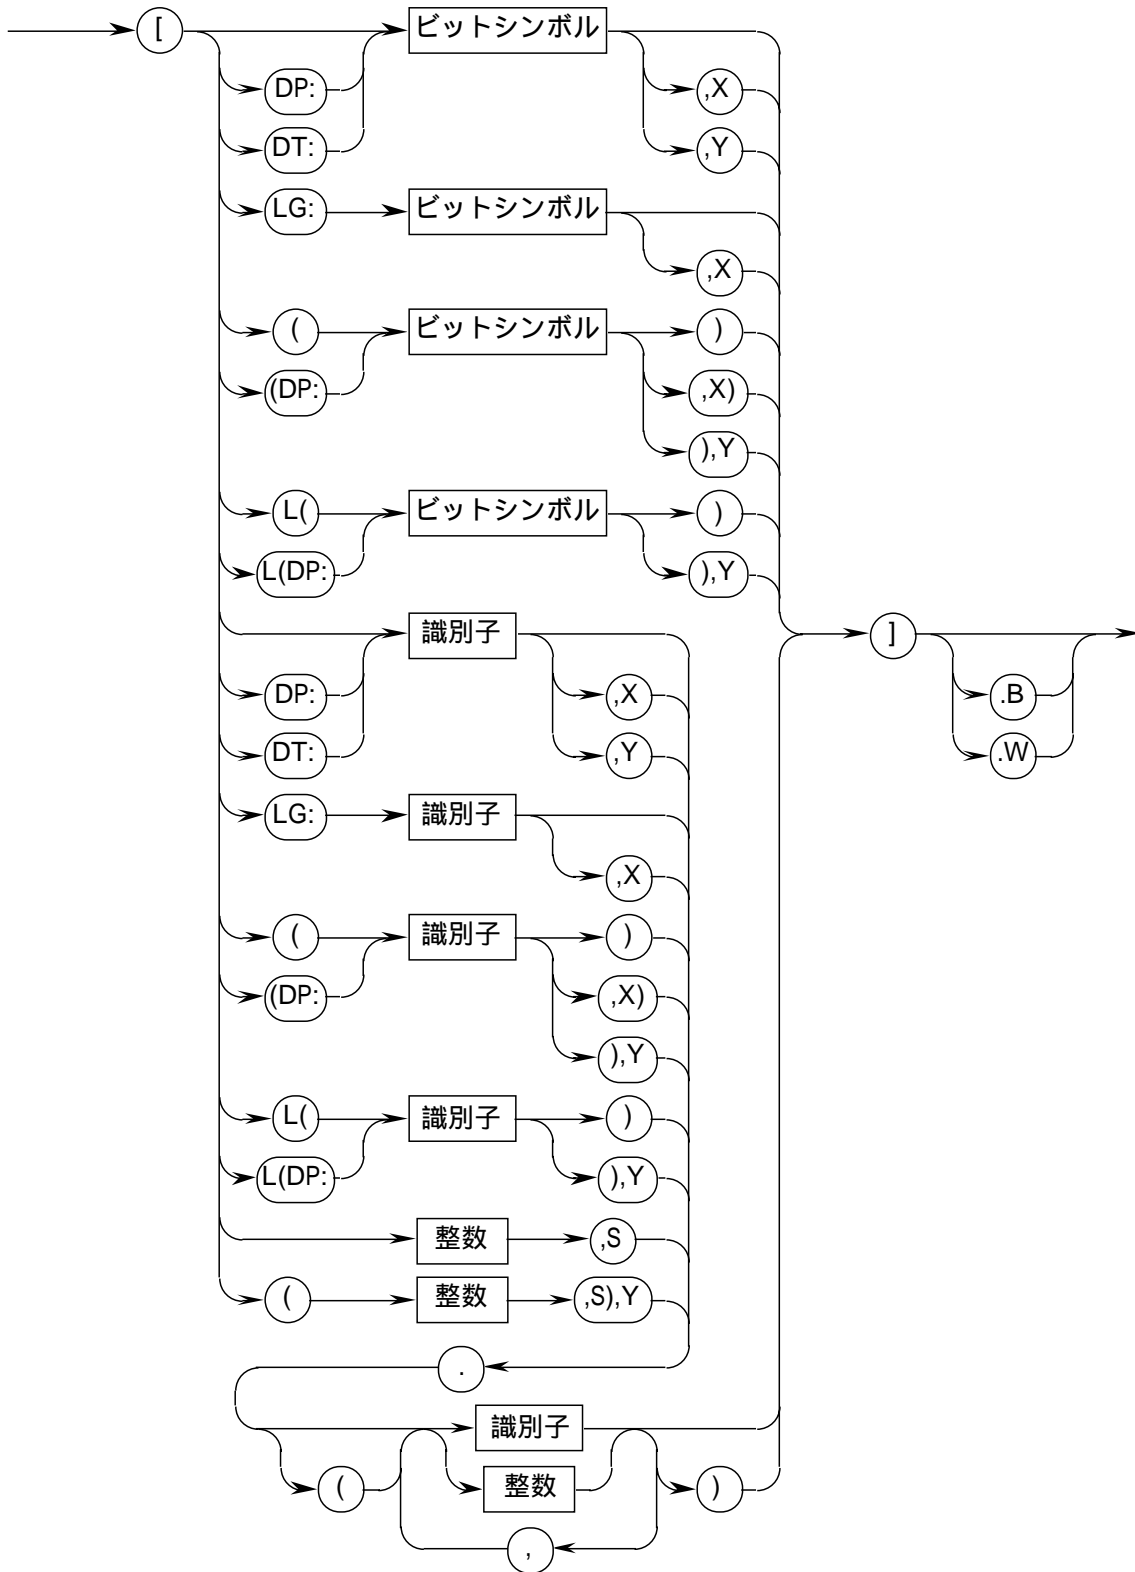 [ ビットシンボル
DP: ,X
DT: ,Y
LG: ビットシンボル
,X
( ビットシンボル )
(DP: ,X)
),Y
L( ビットシンボル )
L(DP: ),Y
識別子 ]
DP: ,X .B
DT: ,Y .W
LG: 識別子
,X
( 識別子 )
(DP: ,X)
),Y
L( 識別子 )
L(DP: ),Y
整数 ,S
( 整数 ,S),Y
.
識別子
( 整数 )
,